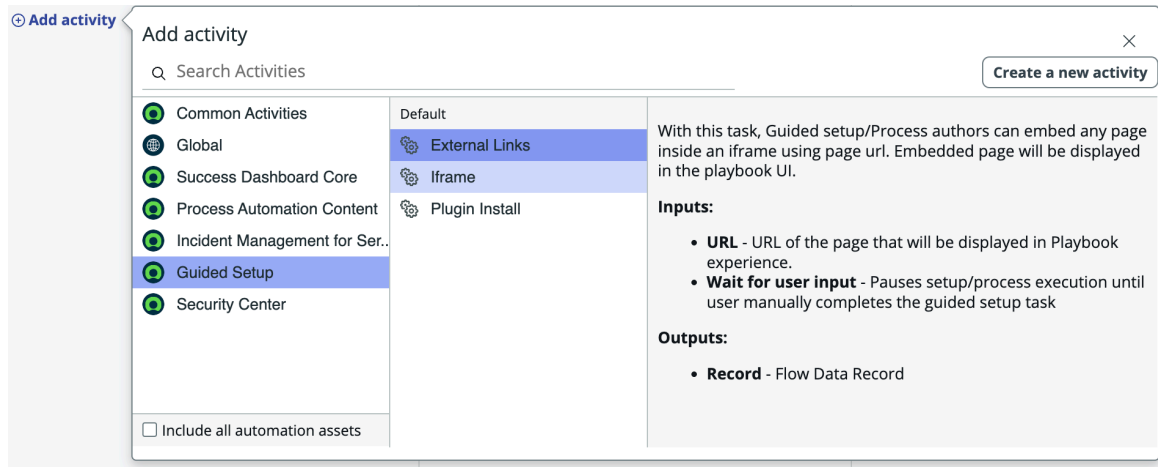 Add activity
Add activity
Search Activities
Create a new activity
Common Activities
Global
Success Dashboard Core
Process Automation Content
Incident Management for Ser..
Guided Setup
Security Center
Include all automation assets
Default
External Links
Iframe
Plugin Install
With this task, Guided setup/Process authors can embed any page
inside an iframe using page url. Embedded page will be displayed
in the playbook UI.
Inputs:
• URL - URL of the page that will be displayed in Playbook
experience.
• Wait for user input - Pauses setup/process execution until
user manually completes the guided setup task
Outputs:
• Record - Flow Data Record